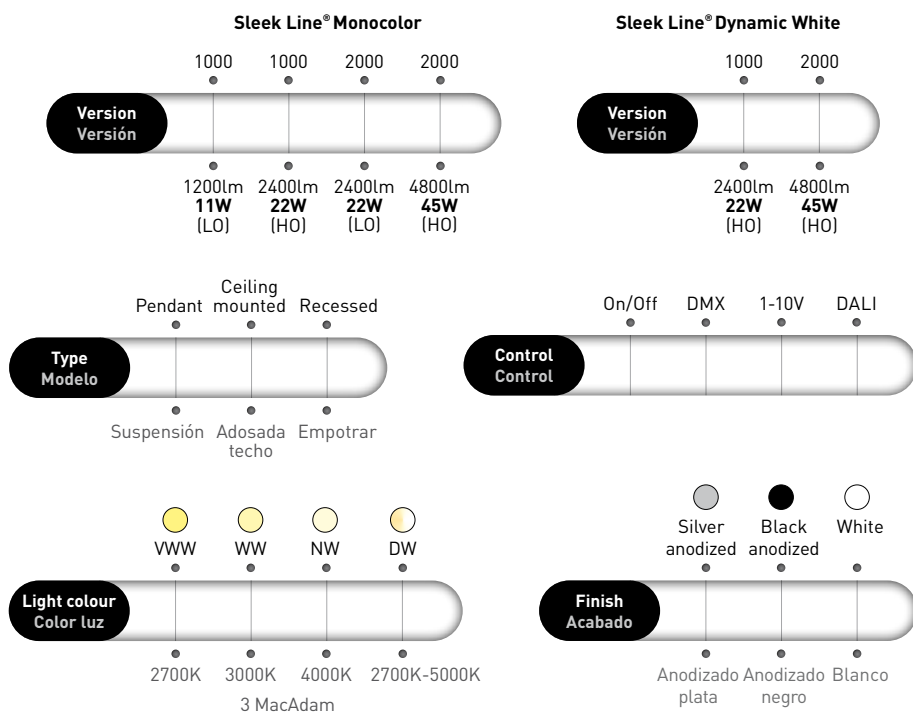 Sleek Line® Monocolor
1000 1000 2000 2000
Version
Versión
1200lm 2400lm 2400lm 4800lm
11W 22W 22W 45W
(LO) (HO) (LO) (HO)
Sleek Line® Dynamic White
1000 2000
Version
Versión
2400lm 4800lm
22W 45W
(HO) (HO)
Pendant Ceiling mounted Recessed
Type
Modelo
Suspensión Adosada techo Empotrar
On/Off DMX 1-10V DALI
Control
Control
VWW WW NW DW
Light colour
Color luz
2700K 3000K 4000K 2700K-5000K
3 MacAdam
Silver anodized Black anodized White
Finish
Acabado
Anodizado plata Anodizado negro Blanco